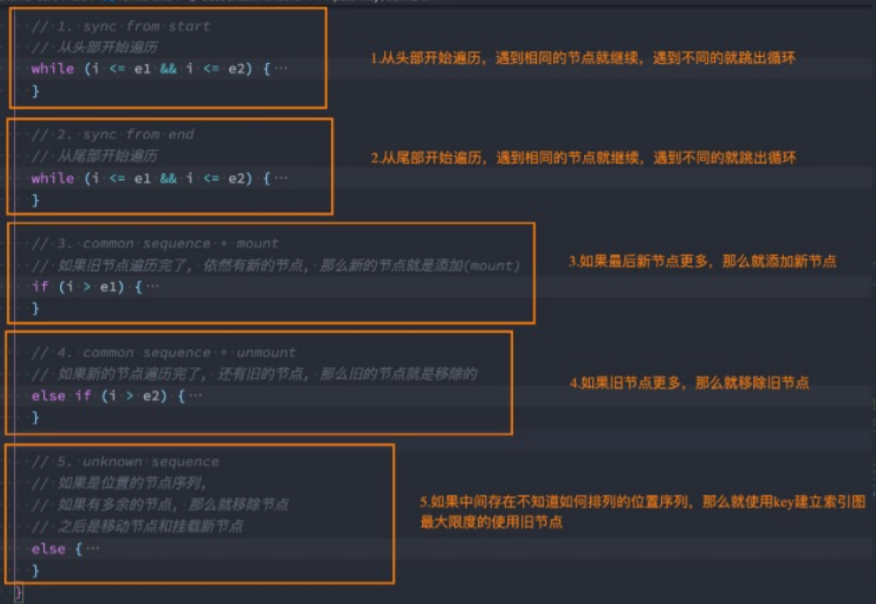 // 1. sync from start
// 从头部开始遍历
while (i <= e1 && i <= e2) {…
}
1.从头部开始遍历，遇到相同的节点就继续，遇到不同的就跳出循环
// 2. sync from end
// 从尾部开始遍历
while (i <= e1 && i <= e2) {…
}
2.从尾部开始遍历，遇到相同的节点就继续，遇到不同的就跳出循环
// 3. common sequence + mount
// 如果旧节点遍历完了, 依然有新的节点, 那么新的节点就是添加(mount)
if (i > e1) {…
}
3.如果最后新节点更多，那么就添加新节点
// 4. common sequence + unmount
// 如果新的节点遍历完了, 还有旧的节点, 那么旧的节点就是移除的
else if (i > e2) {…
}
4.如果旧节点更多，那么就移除旧节点
// 5. unknown sequence
// 如果是位置的节点序列,
// 如果有多余的节点, 那么就移除节点
// 之后是移动节点和挂载新节点
else {…
}
5.如果中间存在不知道如何排列的位置序列，那么就使用key建立索引图
最大限度的使用旧节点
}